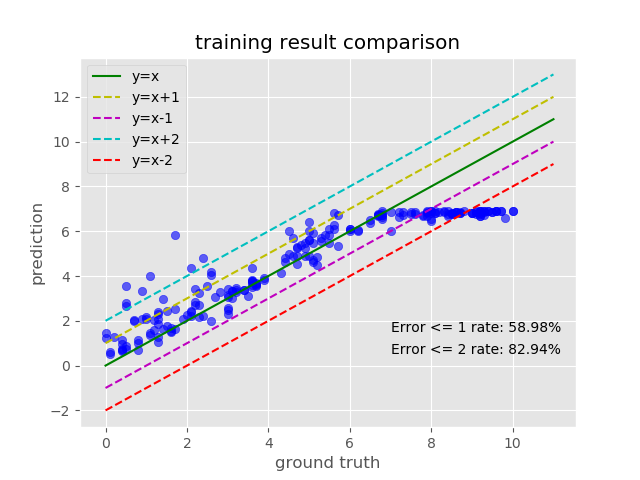 training result comparison
y=x
y=x+1
y=x-1
y=x+2
y=x-2
12
10
8
6
4
2
0
−2
prediction
Error <= 1 rate: 58.98%
Error <= 2 rate: 82.94%
0 2 4 6 8 10
ground truth